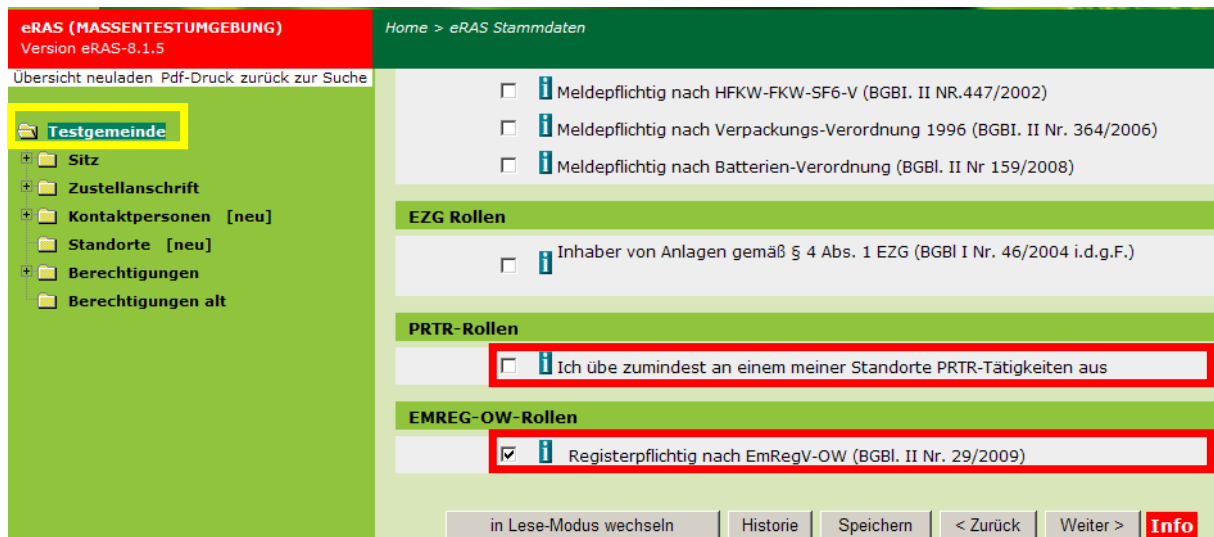 eRAS (MASSENTESTUMGEBUNG)
Version eRAS-8.1.5
Home > eRAS Stammdaten
Übersicht neuladen Pdf-Druck zurück zur Suche
Testgemeinde
Sitz
Zustellanschrift
Kontaktpersonen [neu]
Standorte [neu]
Berechtigungen
Berechtigungen alt
Meldepflichtig nach HFKW-FKW-SF6-V (BGBI. II NR.447/2002)
Meldepflichtig nach Verpackungs-Verordnung 1996 (BGBI. II Nr. 364/2006)
Meldepflichtig nach Batterien-Verordnung (BGBl. II Nr 159/2008)
EZG Rollen
Inhaber von Anlagen gemäß § 4 Abs. 1 EZG (BGBl I Nr. 46/2004 i.d.g.F.)
PRTR-Rollen
Ich übe zumindest an einem meiner Standorte PRTR-Tätigkeiten aus
EMREG-OW-Rollen
Registerpflichtig nach EmRegV-OW (BGBl. II Nr. 29/2009)
in Lese-Modus wechseln Historie Speichern < Zurück Weiter > Info